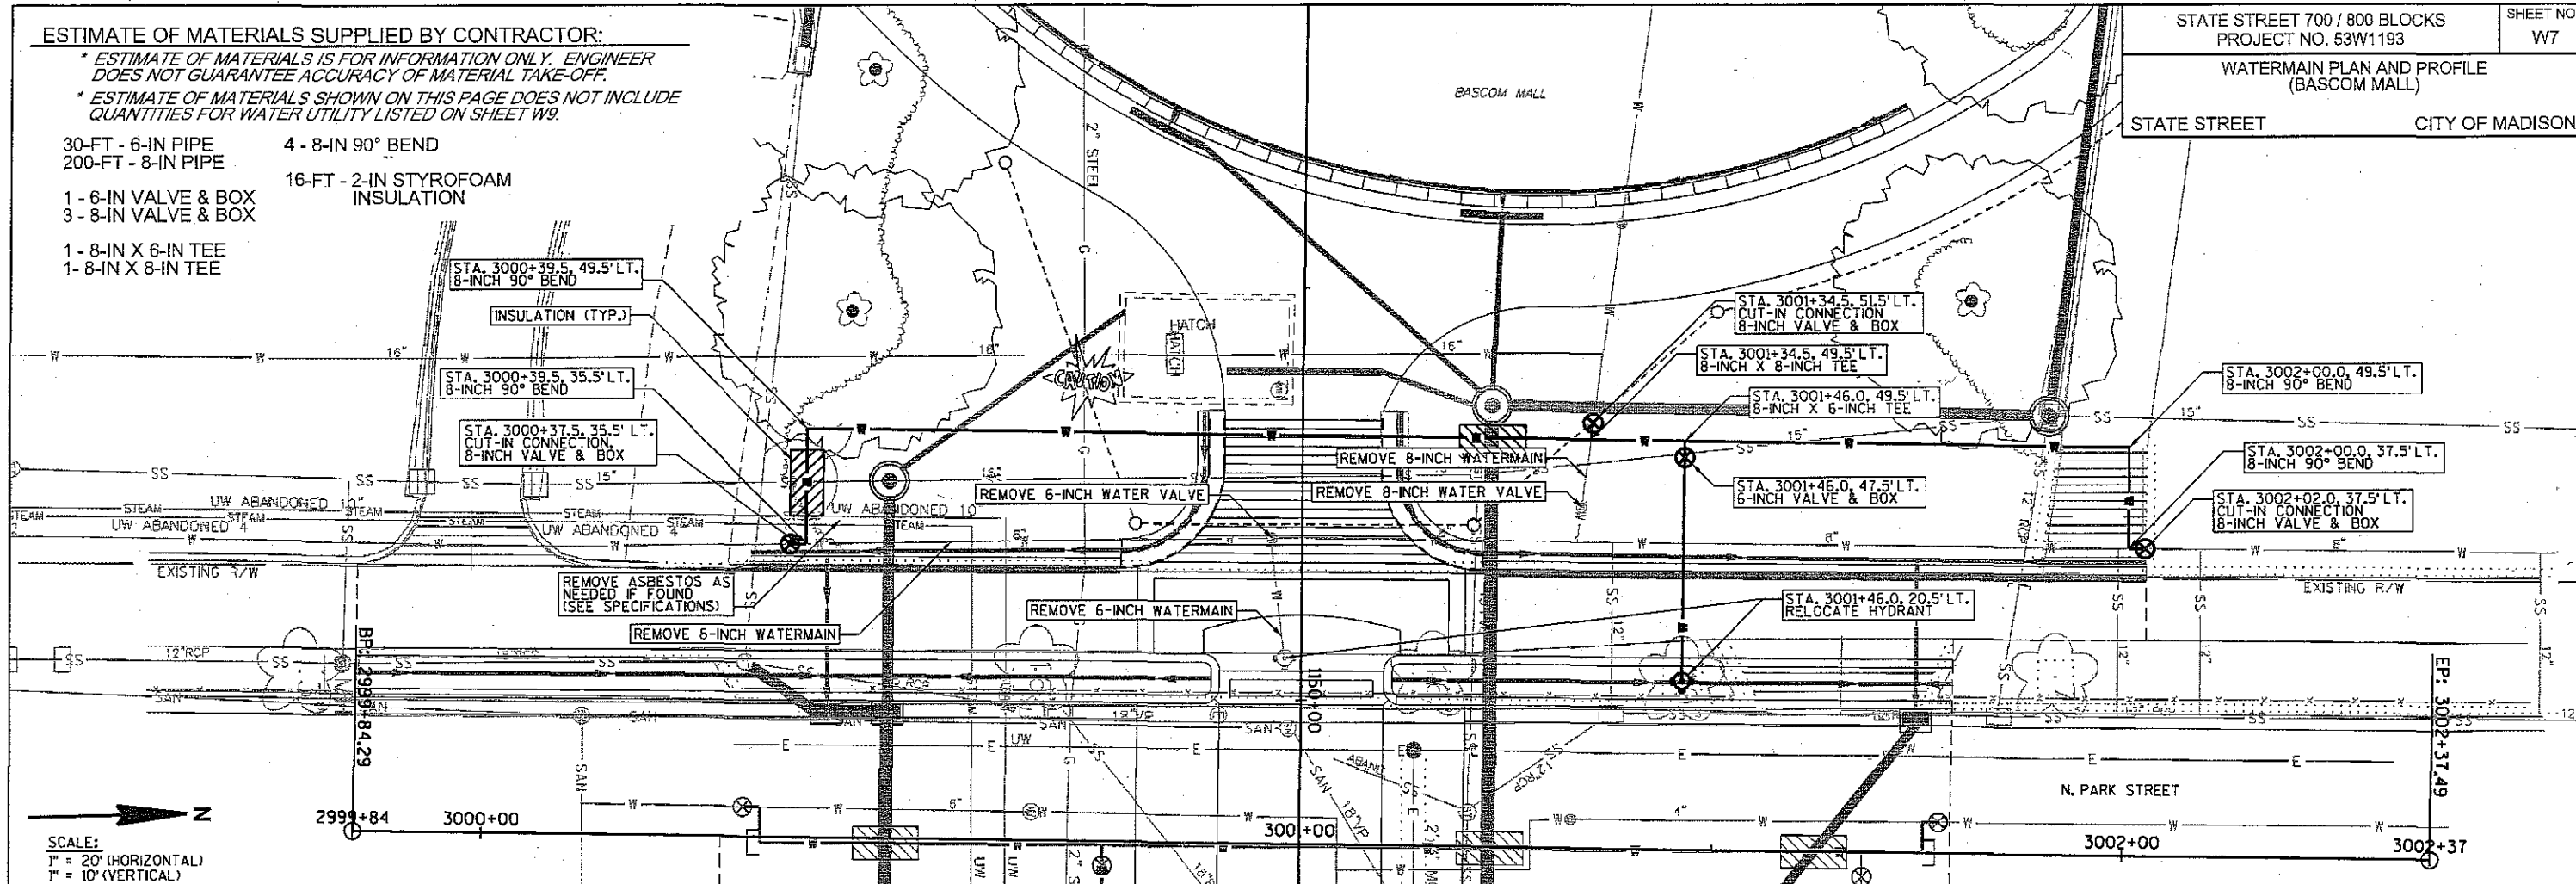 ESTIMATE OF MATERIALS SUPPLIED BY CONTRACTOR:
* ESTIMATE OF MATERIALS IS FOR INFORMATION ONLY. ENGINEER
DOES NOT GUARANTEE ACCURACY OF MATERIAL TAKE-OFF.
* ESTIMATE OF MATERIALS SHOWN ON THIS PAGE DOES NOT INCLUDE
QUANTITIES FOR WATER UTILITY LISTED ON SHEET W9.
30-FT - 6-IN PIPE
200-FT - 8-IN PIPE
1 - 6-IN VALVE & BOX
3 - 8-IN VALVE & BOX
1 - 8-IN X 6-IN TEE
1- 8-IN X 8-IN TEE
4 - 8-IN 90° BEND
16-FT - 2-IN STYROFOAM
INSULATION
STATE STREET 700 / 800 BLOCKS
PROJECT NO. 53W1193
SHEET NO
W7
WATERMAIN PLAN AND PROFILE
(BASCOM MALL)
STATE STREET
CITY OF MADISON
BASCOM MALL
2" STEEL
STA. 3000+39.5, 49.5' LT.
8-INCH 90° BEND
INSULATION (TYP.)
STA. 3000+39.5, 35.5' LT.
8-INCH 90° BEND
STA. 3000+37.5, 35.5' LT.
CUT-IN CONNECTION,
8-INCH VALVE & BOX
HATCH
HATCH
CAUTION
STA. 3001+34.5, 51.5' LT.
CUT-IN CONNECTION
8-INCH VALVE & BOX
STA. 3001+34.5, 49.5' LT.
8-INCH X 8-INCH TEE
STA. 3001+46.0, 49.5' LT.
8-INCH X 6-INCH TEE
STA. 3001+46.0, 47.5' LT.
6-INCH VALVE & BOX
STA. 3002+00.0, 49.5' LT.
8-INCH 90° BEND
STA. 3002+00.0, 37.5' LT.
8-INCH 90° BEND
STA. 3002+02.0, 37.5' LT.
CUT-IN CONNECTION
8-INCH VALVE & BOX
REMOVE 8-INCH WATERMAIN
REMOVE 6-INCH WATER VALVE
REMOVE 8-INCH WATER VALVE
UW ABANDONED 10"
UW ABANDONED 4"
UW ABANDONED 4"
UW ABANDONED 10"
STEAM
EXISTING R/W
EXISTING R/W
REMOVE ASBESTOS AS
NEEDED IF FOUND
(SEE SPECIFICATIONS)
REMOVE 8-INCH WATERMAIN
REMOVE 6-INCH WATERMAIN
STA. 3001+46.0, 20.5' LT.
RELOCATE HYDRANT
12"RCP
BP: 2999+84.29
1150+00
EP: 3002+37.49
N. PARK STREET
N
SCALE:
1" = 20' (HORIZONTAL)
1" = 10' (VERTICAL)
2999+84
3000+00
3001+00
3002+00
3002+37